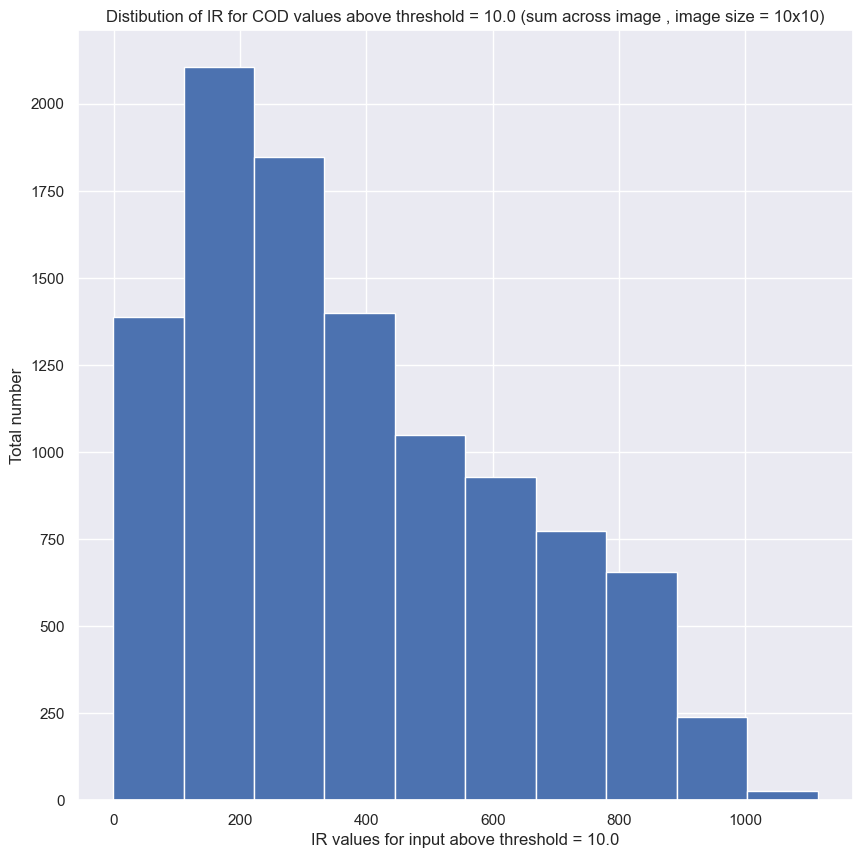 Distibution of IR for COD values above threshold = 10.0 (sum across image , image size = 10x10)
2000
1750
1500
1250
1000
750
500
250
0
Total number
0 200 400 600 800 1000
IR values for input above threshold = 10.0